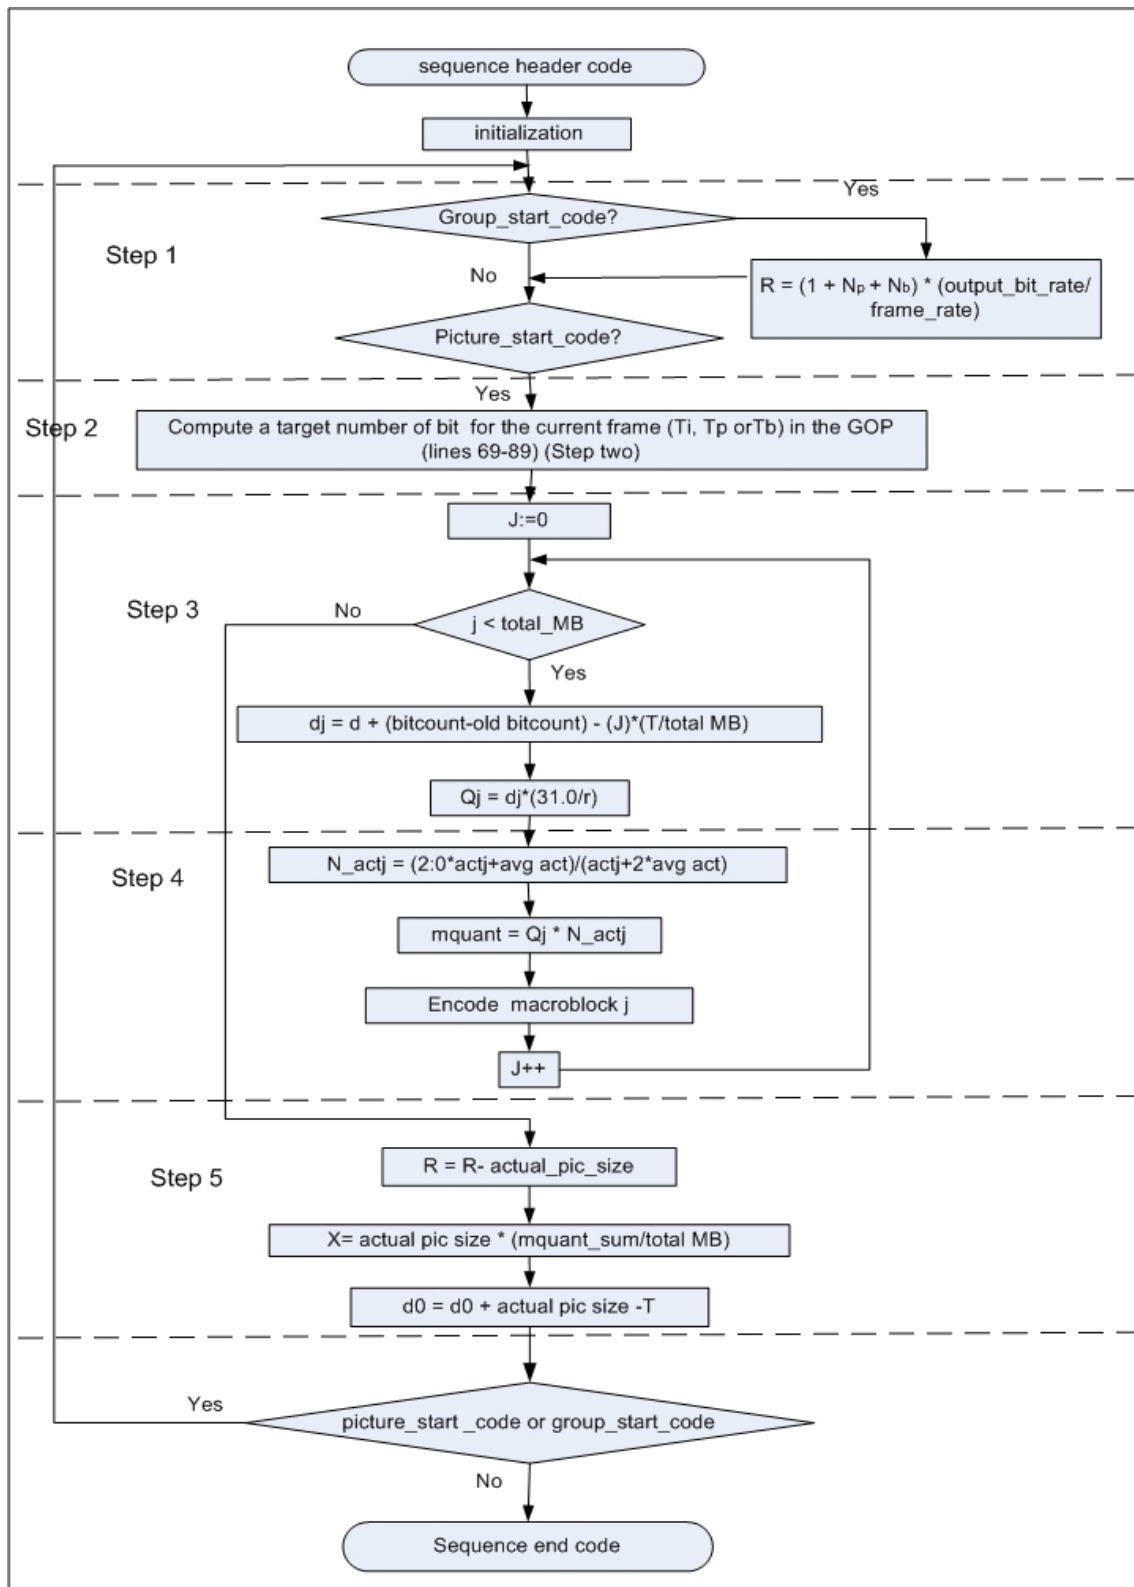 sequence header code
initialization
Yes
Group_start_code?
Step 1
No
R = (1 + Np + Nb) * (output_bit_rate/
frame_rate)
Picture_start_code?
Yes
Step 2
Compute a target number of bit for the current frame (Ti, Tp orTb) in the GOP
(lines 69-89) (Step two)
J:=0
Step 3
No
j < total_MB
Yes
dj = d + (bitcount-old bitcount) - (J)*(T/total MB)
Qj = dj*(31.0/r)
Step 4
N_actj = (2:0*actj+avg act)/(actj+2*avg act)
mquant = Qj * N_actj
Encode macroblock j
J++
Step 5
R = R- actual_pic_size
X= actual pic size * (mquant_sum/total MB)
d0 = d0 + actual pic size -T
Yes
picture_start _code or group_start_code
No
Sequence end code